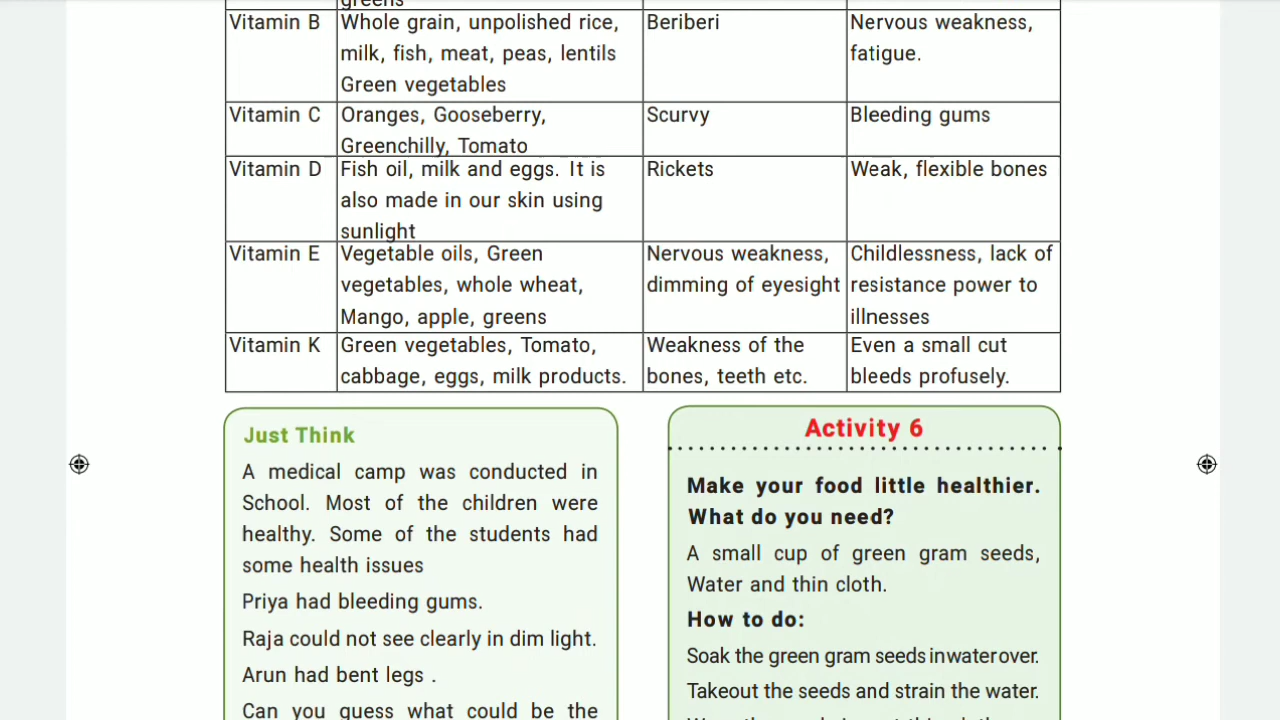 greens
Vitamin B Whole grain, unpolished rice, Beriberi Nervous weakness,
milk, fish, meat, peas, lentils fatigue.
Green vegetables
Vitamin C Oranges, Gooseberry, Scurvy Bleeding gums
Greenchilly, Tomato
Vitamin D Fish oil, milk and eggs. It is Rickets Weak, flexible bones
also made in our skin using
sunlight
Vitamin E Vegetable oils, Green Nervous weakness, Childlessness, lack of
vegetables, whole wheat, dimming of eyesight resistance power to
Mango, apple, greens illnesses
Vitamin K Green vegetables, Tomato, Weakness of the Even a small cut
cabbage, eggs, milk products. bones, teeth etc. bleeds profusely.
Just Think
A medical camp was conducted in
School. Most of the children were
healthy. Some of the students had
some health issues
Priya had bleeding gums.
Raja could not see clearly in dim light.
Arun had bent legs .
Can you guess what could be the
Activity 6
Make your food little healthier.
What do you need?
A small cup of green gram seeds,
Water and thin cloth.
How to do:
Soak the green gram seeds in water over.
Takeout the seeds and strain the water.